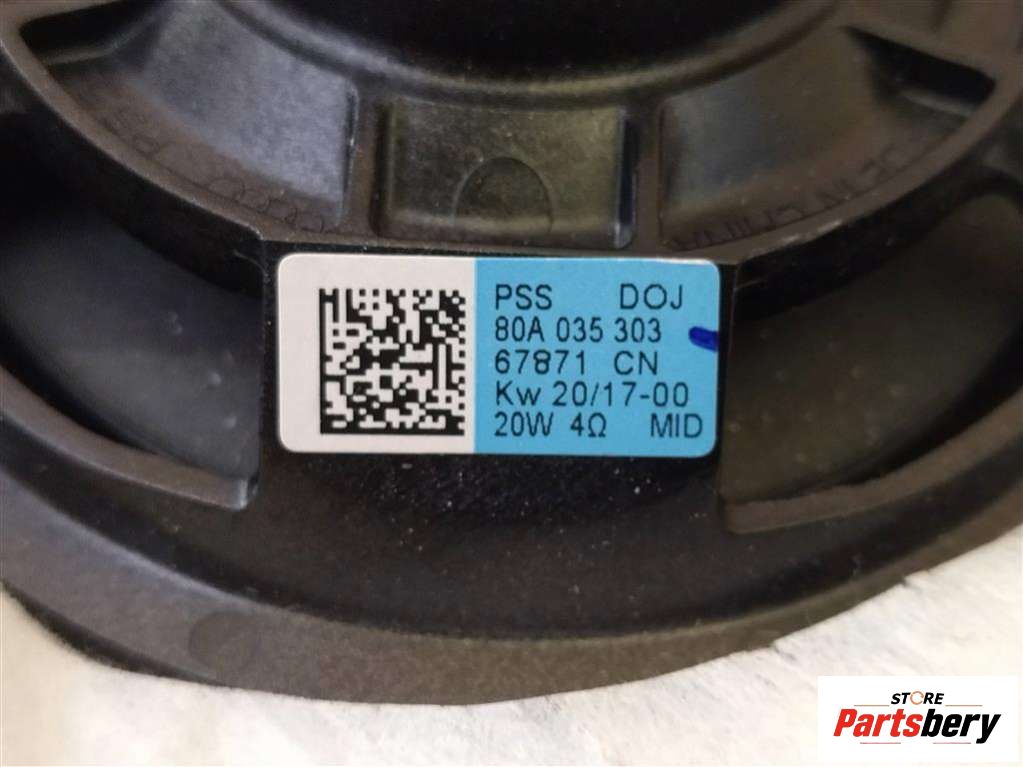 PSS DOJ
80A 035 303
67871 CN
Kw 20/17-00
20W 4Ω MID
STORE
Partsbery